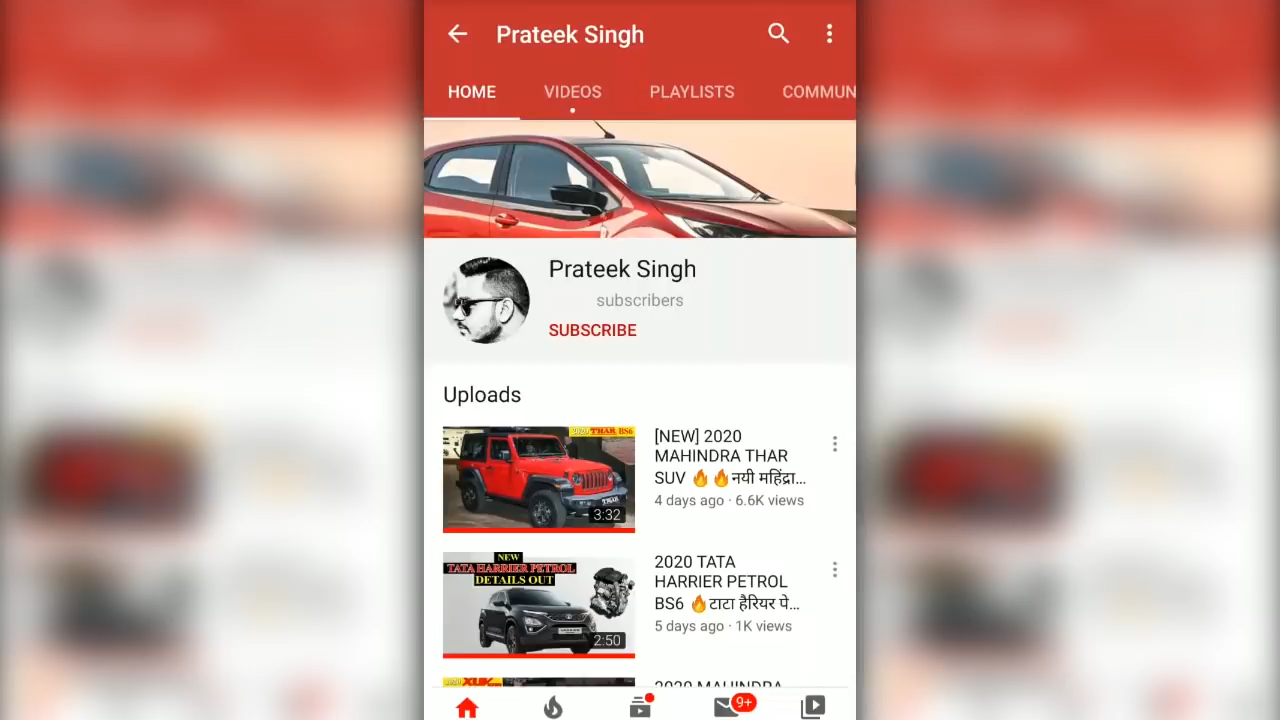 Prateek Singh
HOME VIDEOS PLAYLISTS COMMUN
Prateek Singh
subscribers
SUBSCRIBE
Uploads
THAR BS6
THAR
3:32
[NEW] 2020
MAHINDRA THAR
SUV 🔥🔥नयी महिंद्रा...
4 days ago · 6.6K views
NEW
TATA HARRIER PETROL
DETAILS OUT
2:50
2020 TATA
HARRIER PETROL
BS6 🔥टाटा हैरियर पे...
5 days ago · 1K views
2020 MAHINDRA
9+